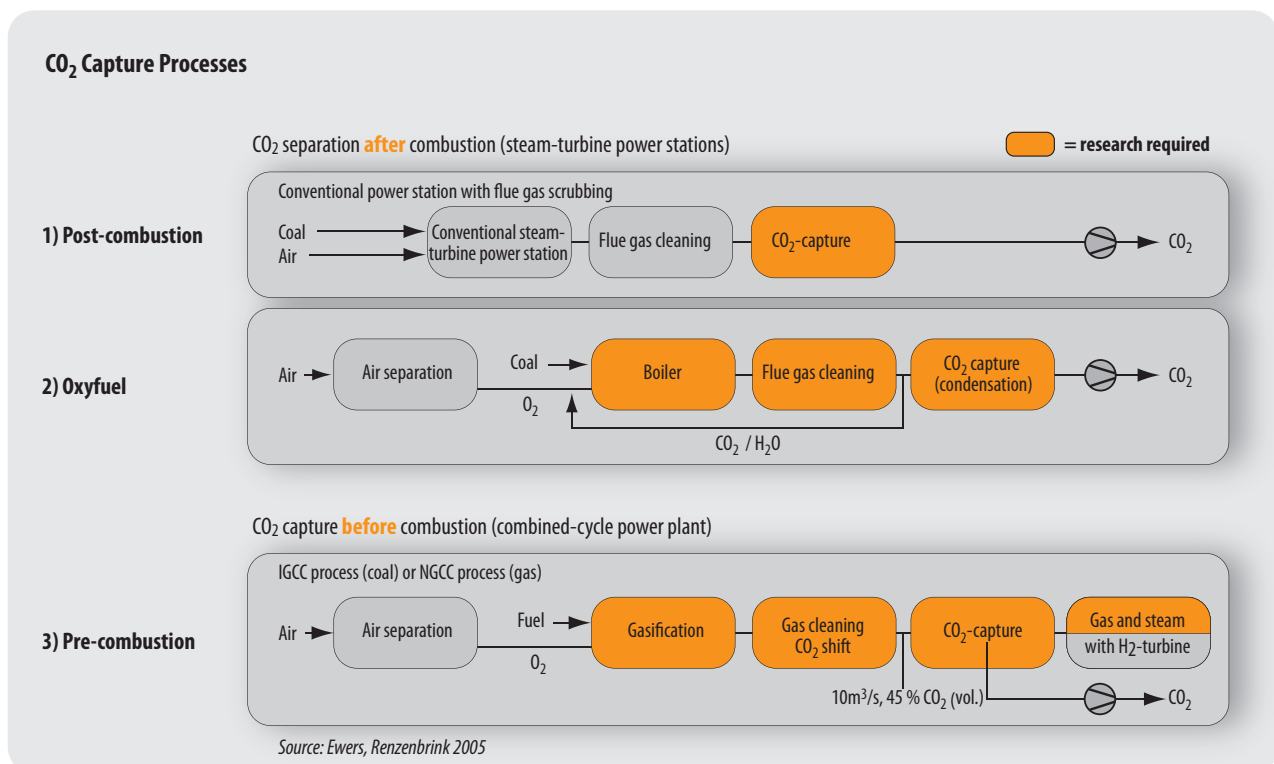 CO₂ Capture Processes
CO₂ separation after combustion (steam-turbine power stations)
= research required
1) Post-combustion
Conventional power station with flue gas scrubbing
Coal
Air
Conventional steam-
turbine power station
Flue gas cleaning
CO₂-capture
CO₂
2) Oxyfuel
Air
Air separation
Coal
O₂
Boiler
Flue gas cleaning
CO₂ capture
(condensation)
CO₂
CO₂ / H₂O
CO₂ capture before combustion (combined-cycle power plant)
3) Pre-combustion
IGCC process (coal) or NGCC process (gas)
Air
Air separation
Fuel
O₂
Gasification
Gas cleaning
CO₂ shift
CO₂-capture
Gas and steam
with H2-turbine
10m³/s, 45 % CO₂ (vol.)
CO₂
Source: Ewers, Renzenbrink 2005